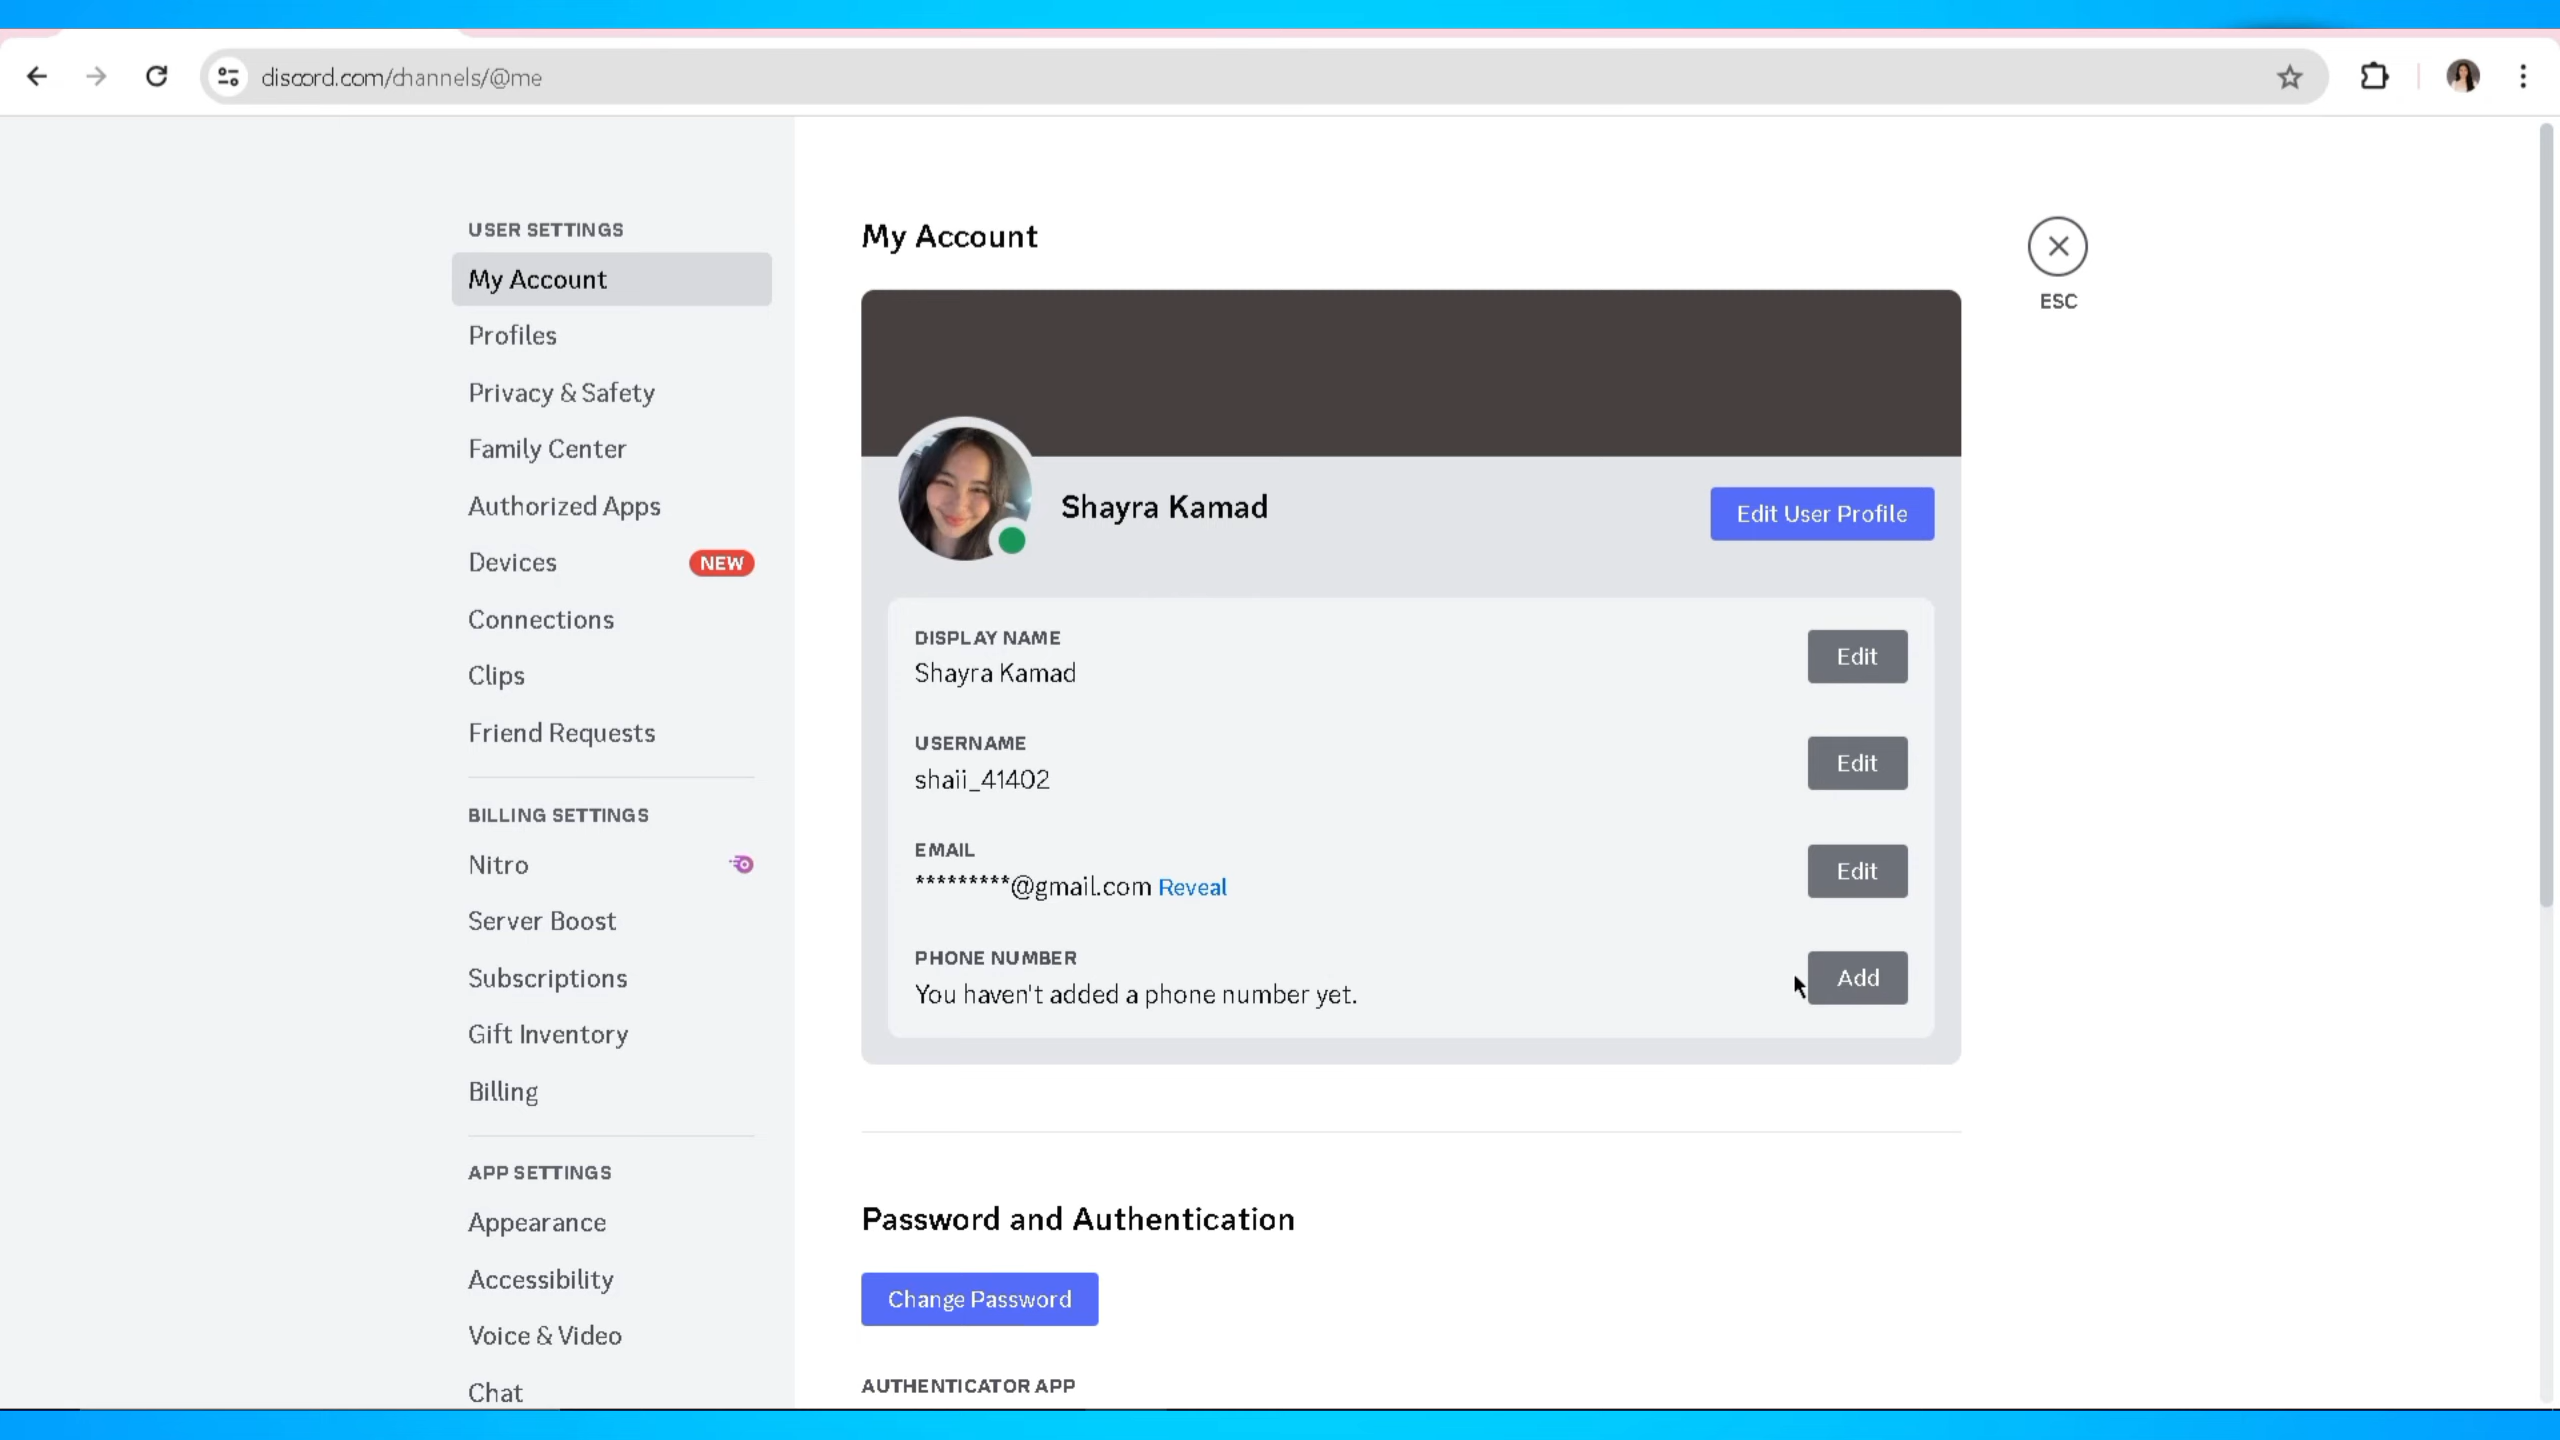 discord.com/channels/@me
USER SETTINGS
My Account
Profiles
Privacy & Safety
Family Center
Authorized Apps
Devices NEW
Connections
Clips
Friend Requests
BILLING SETTINGS
Nitro
Server Boost
Subscriptions
Gift Inventory
Billing
APP SETTINGS
Appearance
Accessibility
Voice & Video
Chat
My Account
ESC
Shayra Kamad
Edit User Profile
DISPLAY NAME
Shayra Kamad
Edit
USERNAME
shaii_41402
Edit
EMAIL
*********@gmail.com Reveal
Edit
PHONE NUMBER
You haven't added a phone number yet.
Add
Password and Authentication
Change Password
AUTHENTICATOR APP